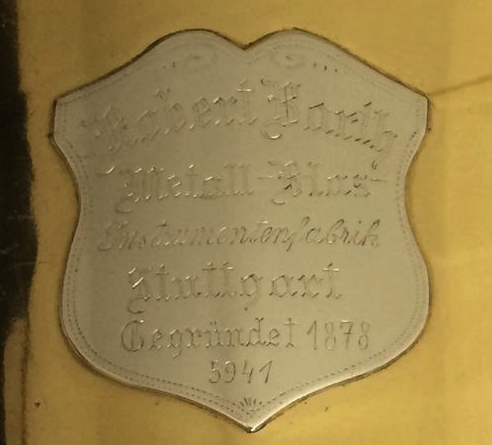 Robert Barth
Metall-Blas-
Instrumentenfabrik
Stuttgart
Gegründet 1878
5941